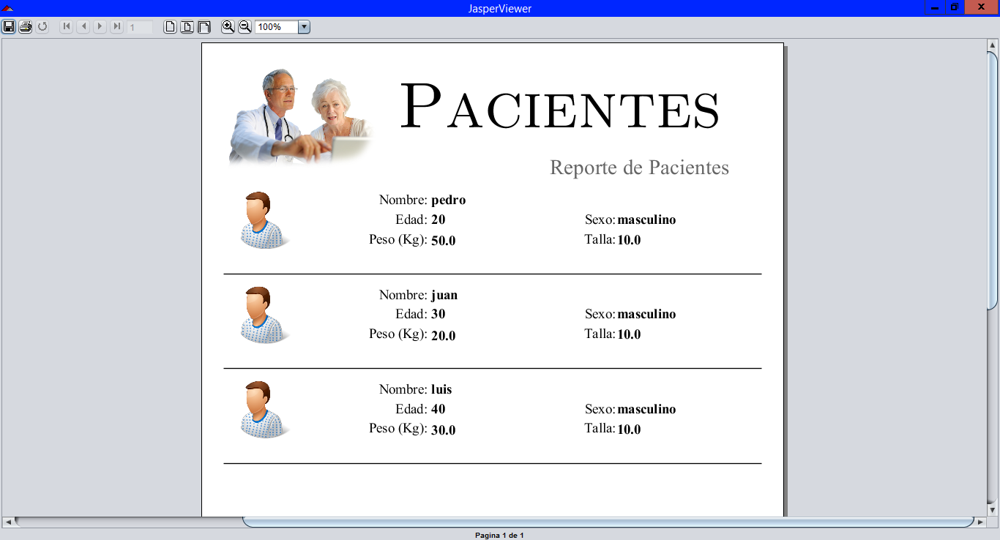 JasperViewer
1
100%
PACIENTES
Reporte de Pacientes
Nombre: pedro
Edad: 20 Sexo: masculino
Peso (Kg): 50.0 Talla: 10.0
Nombre: juan
Edad: 30 Sexo: masculino
Peso (Kg): 20.0 Talla: 10.0
Nombre: luis
Edad: 40 Sexo: masculino
Peso (Kg): 30.0 Talla: 10.0
Pagina 1 de 1